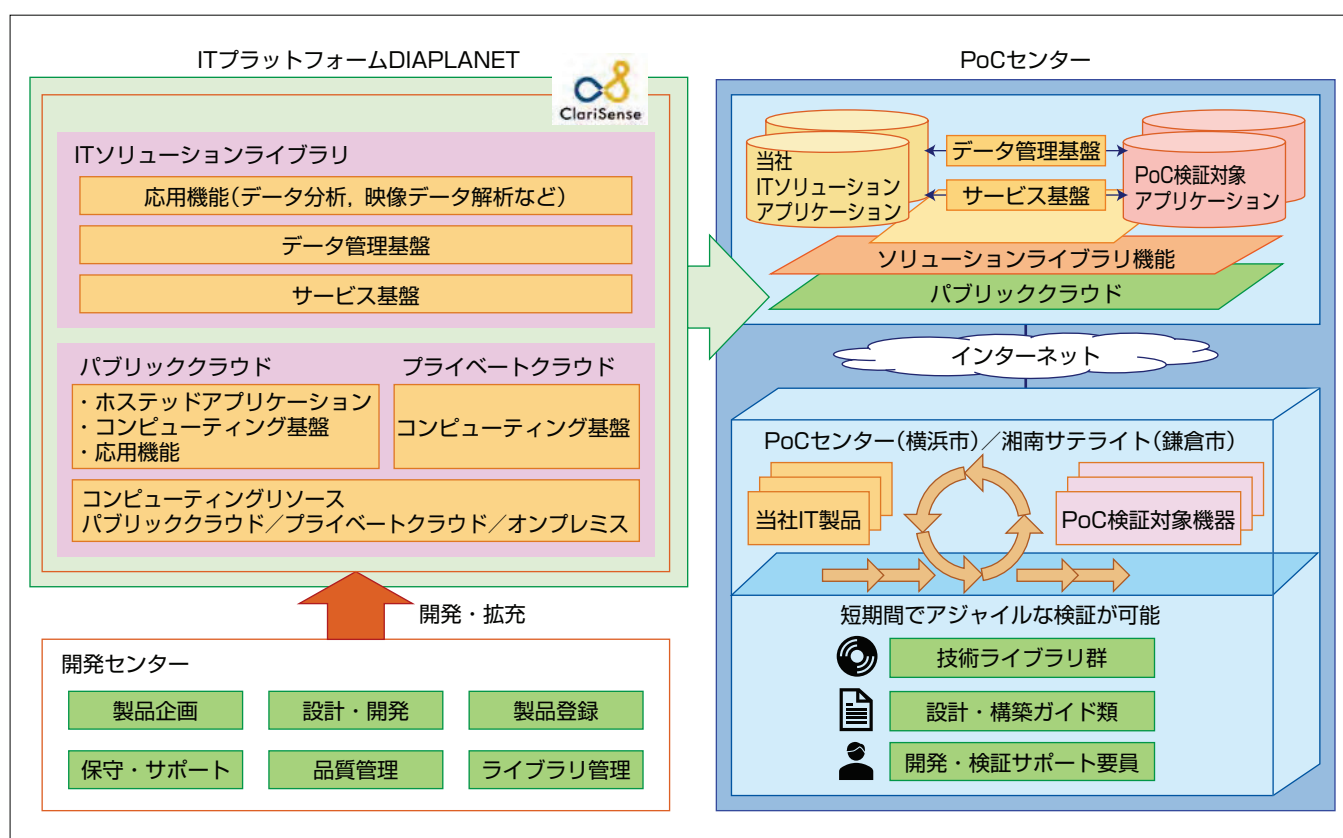 ITプラットフォームDIAPLANET
ClariSense
ITソリューションライブラリ
応用機能(データ分析, 映像データ解析など)
データ管理基盤
サービス基盤
パブリッククラウド
・ホステッドアプリケーション
・コンピューティング基盤
・応用機能
プライベートクラウド
コンピューティング基盤
コンピューティングリソース
パブリッククラウド／プライベートクラウド／オンプレミス
開発・拡充
開発センター
製品企画
設計・開発
製品登録
保守・サポート
品質管理
ライブラリ管理
PoCセンター
当社
ITソリューション
アプリケーション
データ管理基盤
サービス基盤
PoC検証対象
アプリケーション
ソリューションライブラリ機能
パブリッククラウド
インターネット
PoCセンター(横浜市)／湘南サテライト(鎌倉市)
当社IT製品
PoC検証対象機器
短期間でアジャイルな検証が可能
技術ライブラリ群
設計・構築ガイド類
開発・検証サポート要員